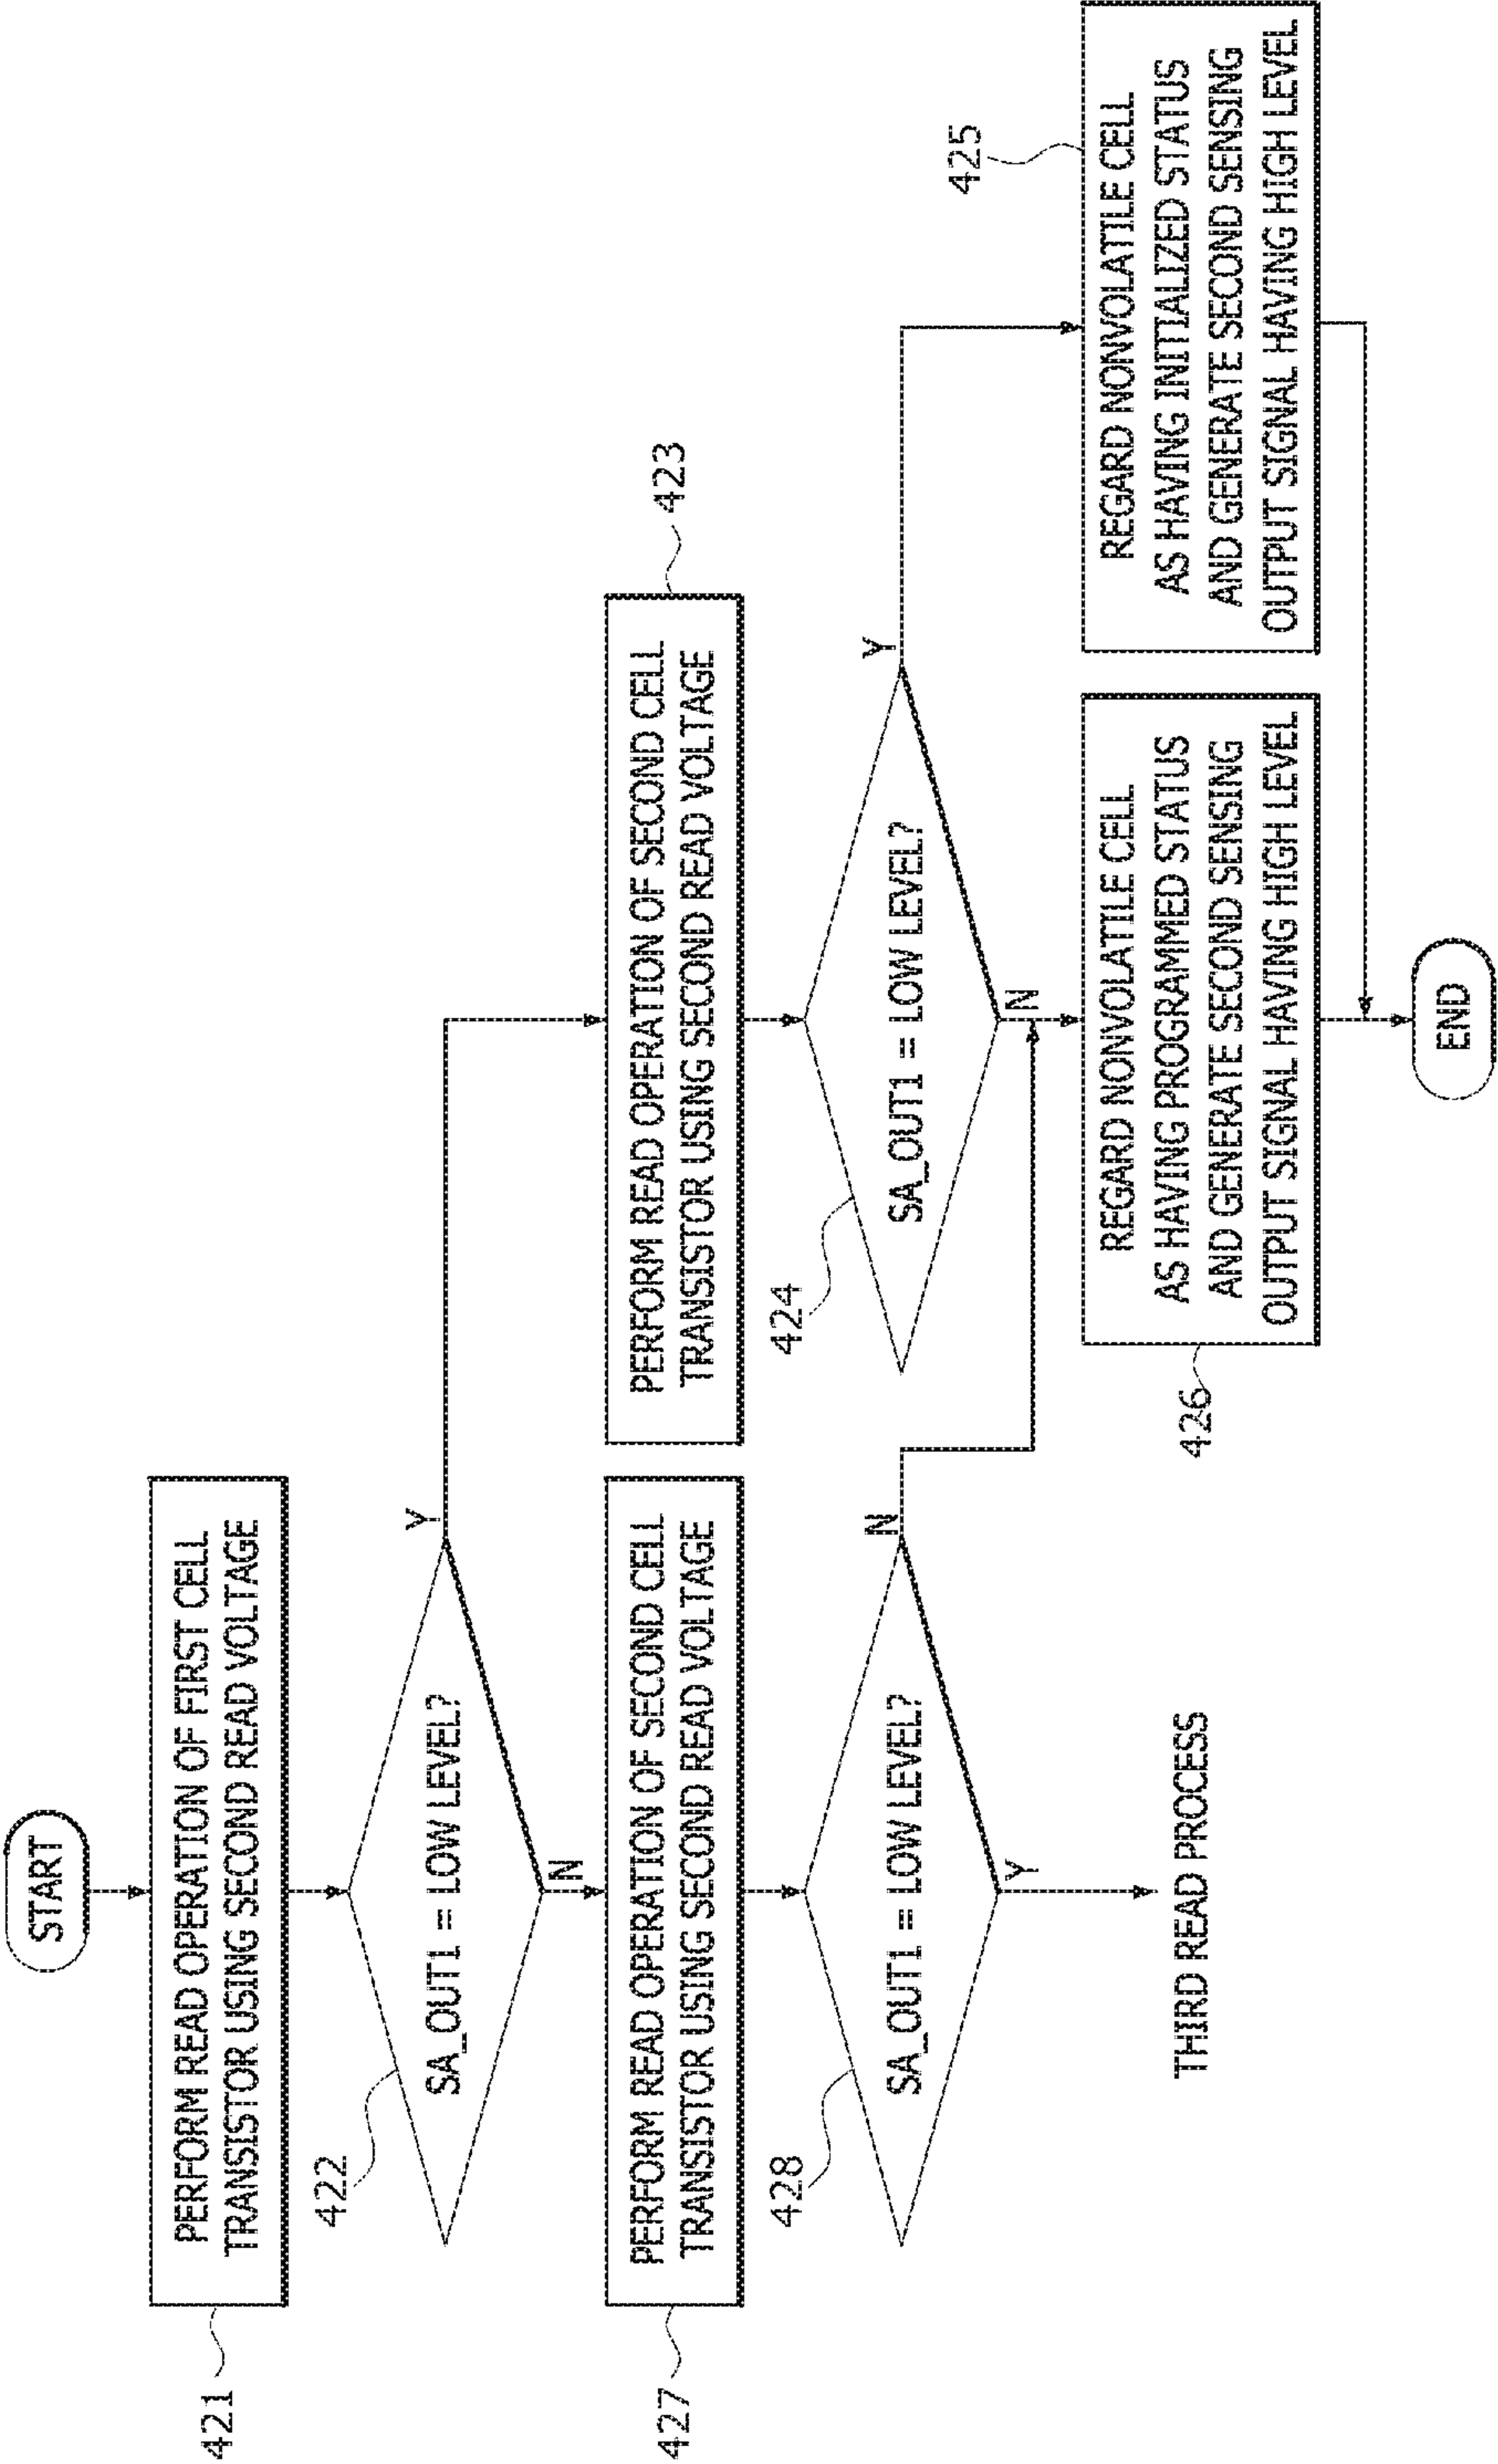 START
421
PERFORM READ OPERATION OF FIRST CELL
TRANSISTOR USING SECOND READ VOLTAGE
422
SA_OUT1 = LOW LEVEL?
Y
N
427
PERFORM READ OPERATION OF SECOND CELL
TRANSISTOR USING SECOND READ VOLTAGE
423
PERFORM READ OPERATION OF SECOND CELL
TRANSISTOR USING SECOND READ VOLTAGE
428
SA_OUT1 = LOW LEVEL?
N
Y
424
SA_OUT1 = LOW LEVEL?
Y
N
THIRD READ PROCESS
426
REGARD NONVOLATILE CELL
AS HAVING PROGRAMMED STATUS
AND GENERATE SECOND SENSING
OUTPUT SIGNAL HAVING HIGH LEVEL
425
REGARD NONVOLATILE CELL
AS HAVING INITIALIZED STATUS
AND GENERATE SECOND SENSING
OUTPUT SIGNAL HAVING HIGH LEVEL
END